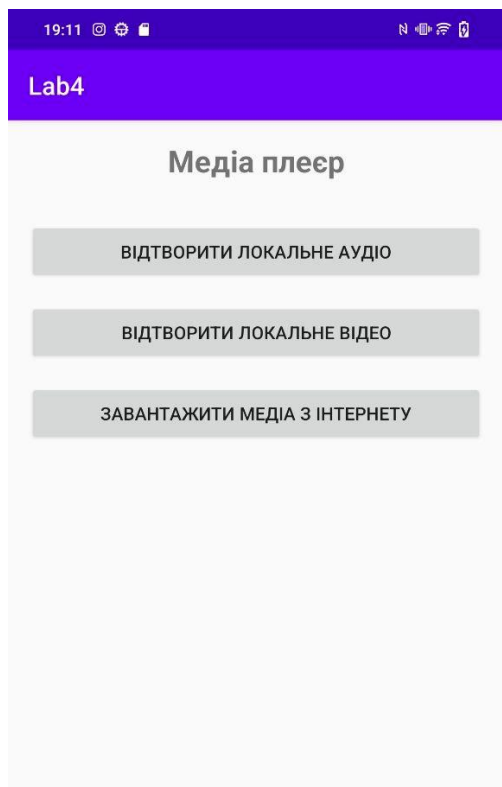 19:11
Lab4
Медіа плеєр
ВІДТВОРИТИ ЛОКАЛЬНЕ АУДІО
ВІДТВОРИТИ ЛОКАЛЬНЕ ВІДЕО
ЗАВАНТАЖИТИ МЕДІА З ІНТЕРНЕТУ